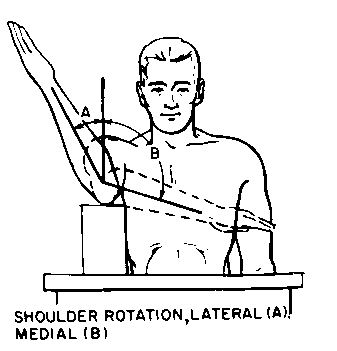 A
B
SHOULDER ROTATION, LATERAL (A)
MEDIAL (B)